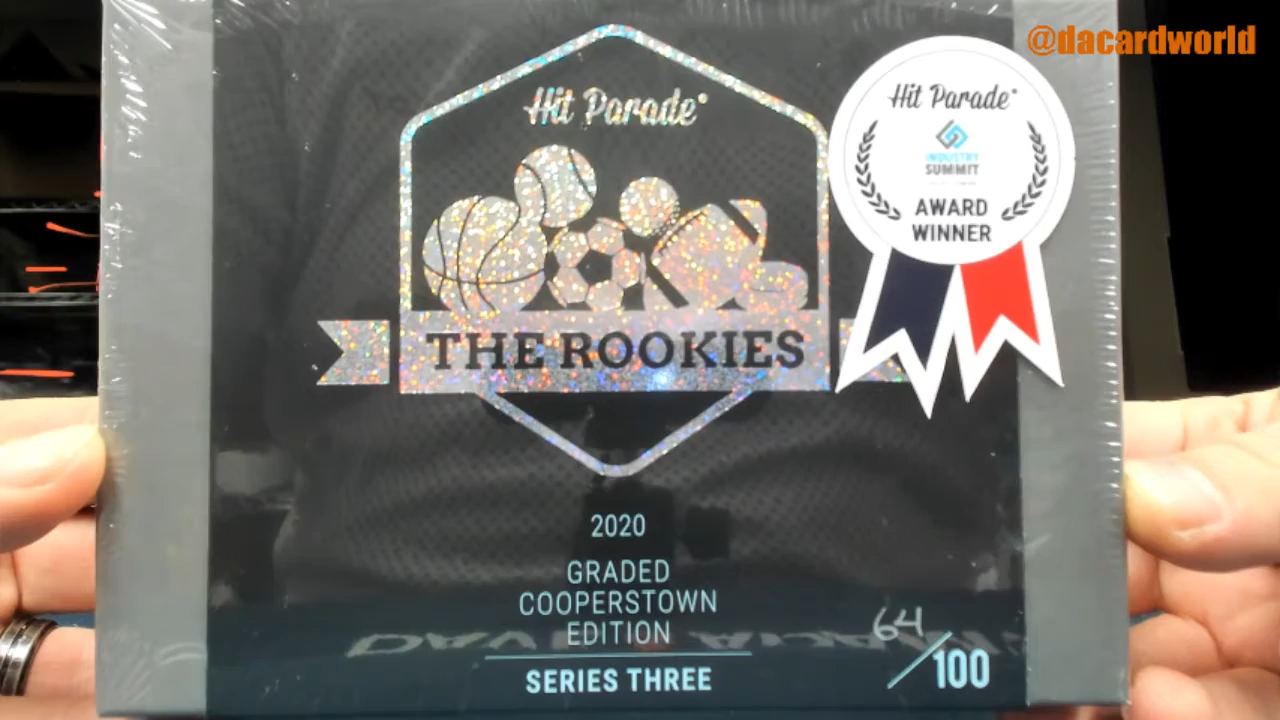 @dacardworld
Hit Parade®
Hit Parade®
INDUSTRY
SUMMIT
AWARD
WINNER
THE ROOKIES
2020
GRADED
COOPERSTOWN
EDITION
64/100
SERIES THREE